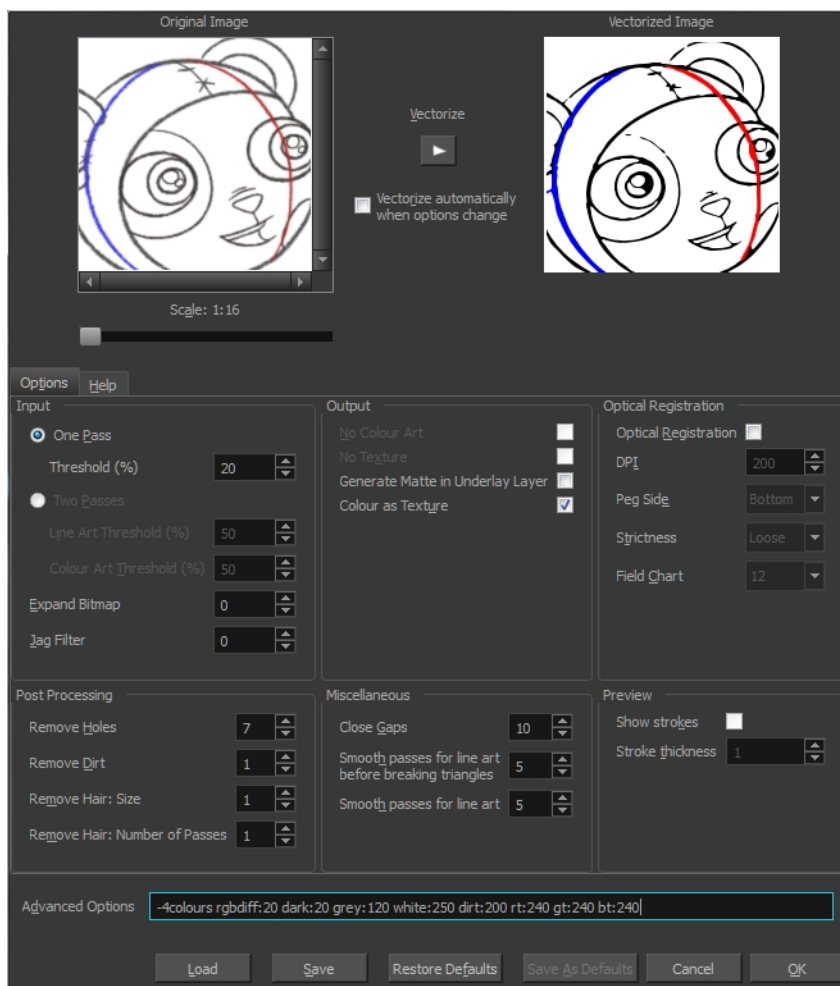 Original Image
Vectorized Image
Vectorize
Vectorize automatically
when options change
Scale: 1:16
Options
Help
Input
One Pass
Threshold (%)
20
Two Passes
Line Art Threshold (%)
50
Colour Art Threshold (%)
50
Expand Bitmap
0
Jag Filter
0
Output
No Colour Art
No Texture
Generate Matte in Underlay Layer
Colour as Texture
Optical Registration
Optical Registration
DPI
200
Peg Side
Bottom
Strictness
Loose
Field Chart
12
Post Processing
Remove Holes
7
Remove Dirt
1
Remove Hair: Size
1
Remove Hair: Number of Passes
1
Miscellaneous
Close Gaps
10
Smooth passes for line art
before breaking triangles
5
Smooth passes for line art
5
Preview
Show strokes
Stroke thickness
1
Advanced Options
-4colours rgbdiff:20 dark:20 grey:120 white:250 dirt:200 rt:240 gt:240 bt:240
Load
Save
Restore Defaults
Save As Defaults
Cancel
OK